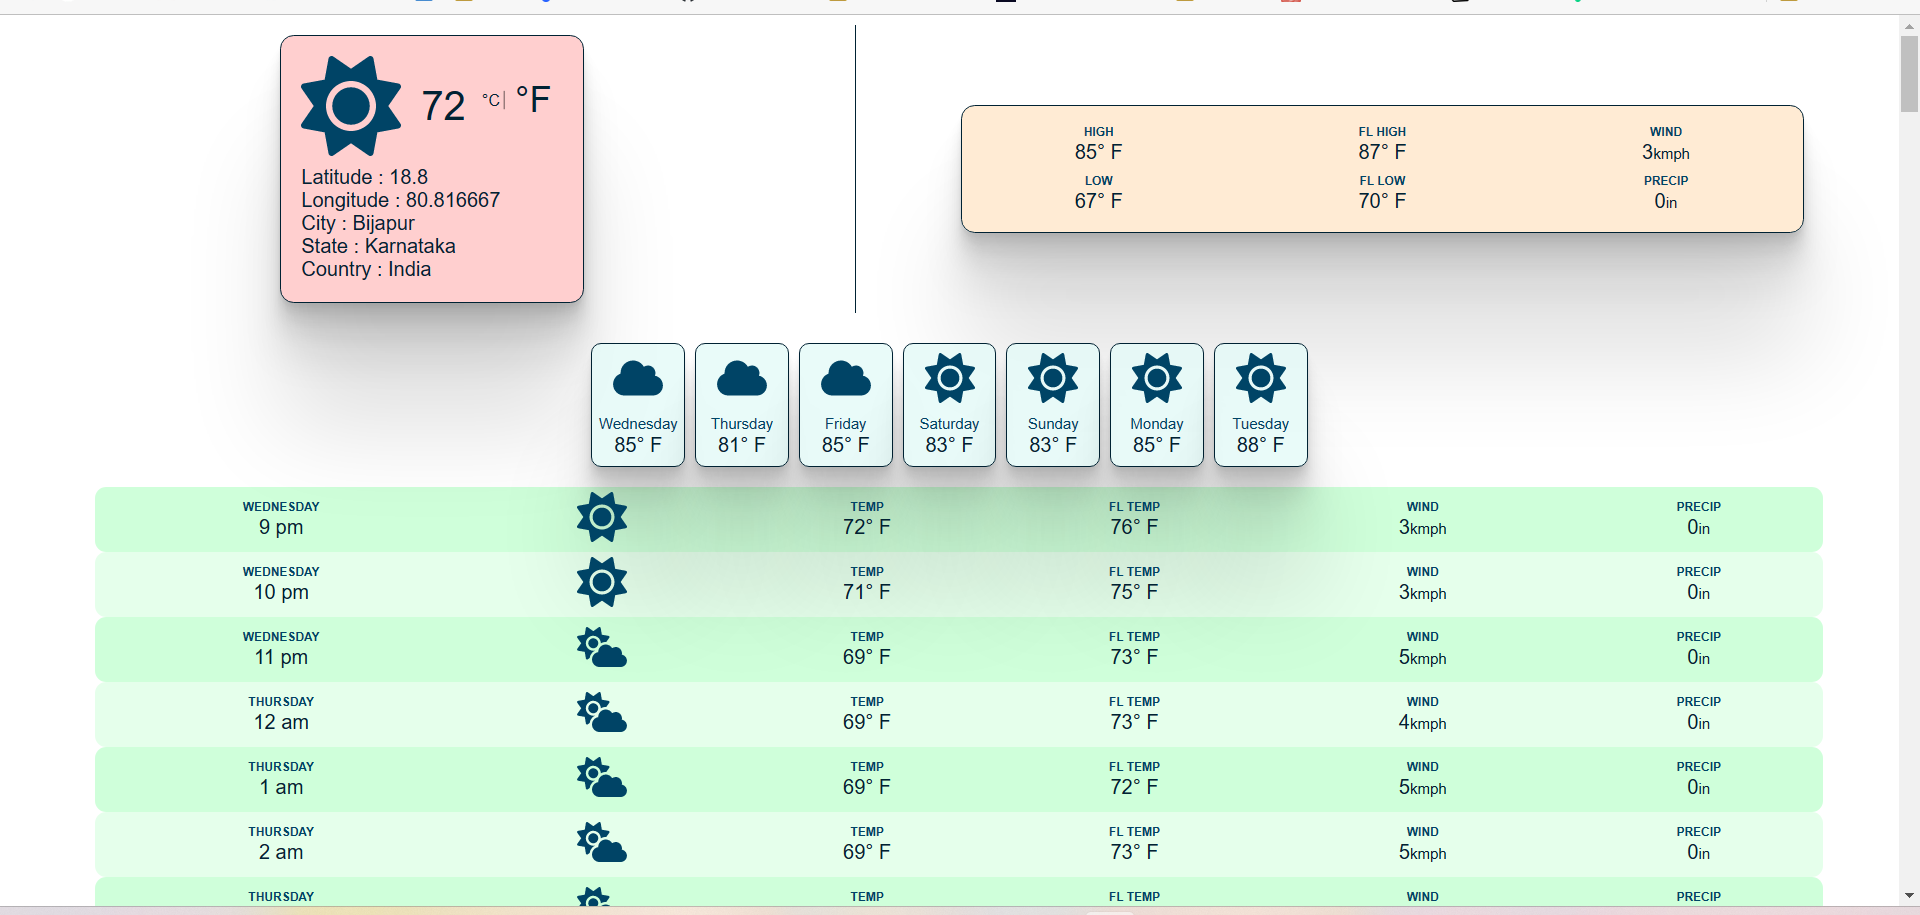 72 °C| °F
Latitude : 18.8
Longitude : 80.816667
City : Bijapur
State : Karnataka
Country : India
HIGH FL HIGH WIND
85° F 87° F 3kmph
LOW FL LOW PRECIP
67° F 70° F 0in
Wednesday Thursday Friday Saturday Sunday Monday Tuesday
85° F 81° F 85° F 83° F 83° F 85° F 88° F
WEDNESDAY TEMP FL TEMP WIND PRECIP
9 pm 72° F 76° F 3kmph 0in
WEDNESDAY TEMP FL TEMP WIND PRECIP
10 pm 71° F 75° F 3kmph 0in
WEDNESDAY TEMP FL TEMP WIND PRECIP
11 pm 69° F 73° F 5kmph 0in
THURSDAY TEMP FL TEMP WIND PRECIP
12 am 69° F 73° F 4kmph 0in
THURSDAY TEMP FL TEMP WIND PRECIP
1 am 69° F 72° F 5kmph 0in
THURSDAY TEMP FL TEMP WIND PRECIP
2 am 69° F 73° F 5kmph 0in
THURSDAY TEMP FL TEMP WIND PRECIP